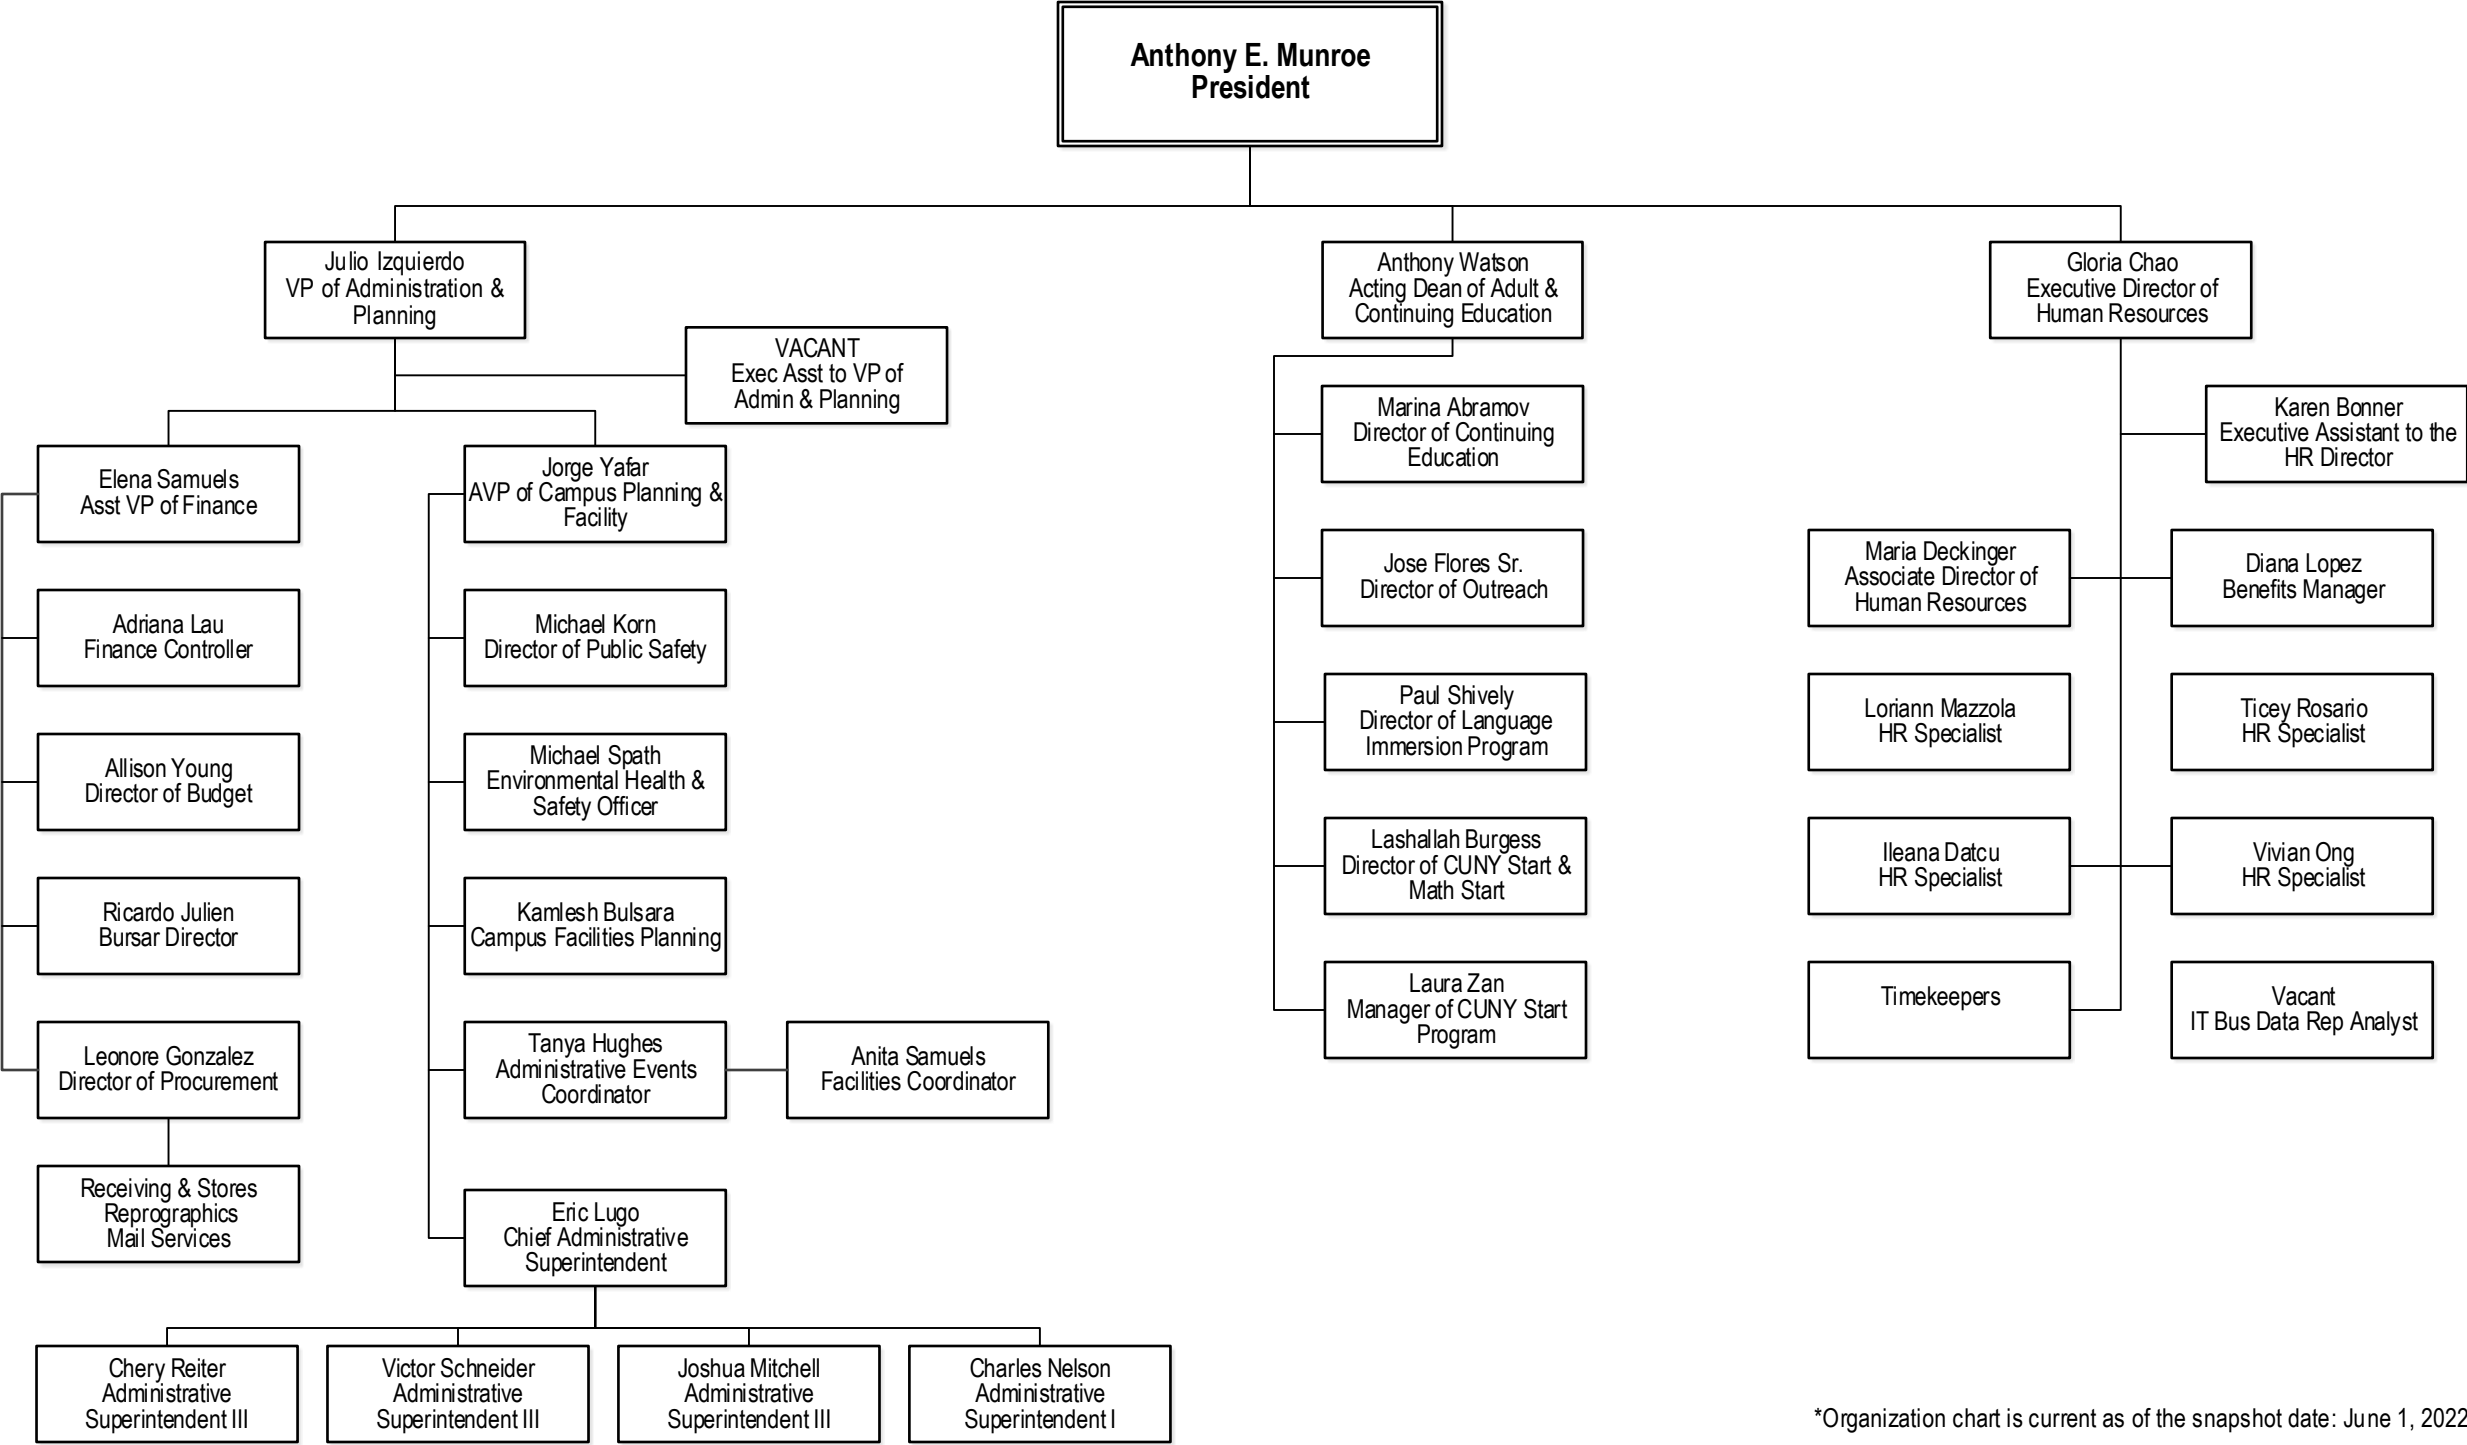 Anthony E. Munroe
President
Julio Izquierdo
VP of Administration &
Planning
Anthony Watson
Acting Dean of Adult &
Continuing Education
Gloria Chao
Executive Director of
Human Resources
VACANT
Exec Asst to VP of
Admin & Planning
Marina Abramov
Director of Continuing
Education
Karen Bonner
Executive Assistant to the
HR Director
Elena Samuels
Asst VP of Finance
Jorge Yafar
AVP of Campus Planning &
Facility
Jose Flores Sr.
Director of Outreach
Maria Deckinger
Associate Director of
Human Resources
Diana Lopez
Benefits Manager
Adriana Lau
Finance Controller
Michael Korn
Director of Public Safety
Paul Shively
Director of Language
Immersion Program
Loriann Mazzola
HR Specialist
Ticey Rosario
HR Specialist
Allison Young
Director of Budget
Michael Spath
Environmental Health &
Safety Officer
Lashallah Burgess
Director of CUNY Start &
Math Start
Ileana Datcu
HR Specialist
Vivian Ong
HR Specialist
Ricardo Julien
Bursar Director
Kamlesh Bulsara
Campus Facilities Planning
Laura Zan
Manager of CUNY Start
Program
Timekeepers
Vacant
IT Bus Data Rep Analyst
Leonore Gonzalez
Director of Procurement
Tanya Hughes
Administrative Events
Coordinator
Anita Samuels
Facilities Coordinator
Receiving & Stores
Reprographics
Mail Services
Eric Lugo
Chief Administrative
Superintendent
Chery Reiter
Administrative
Superintendent III
Victor Schneider
Administrative
Superintendent III
Joshua Mitchell
Administrative
Superintendent III
Charles Nelson
Administrative
Superintendent I
*Organization chart is current as of the snapshot date: June 1, 2022